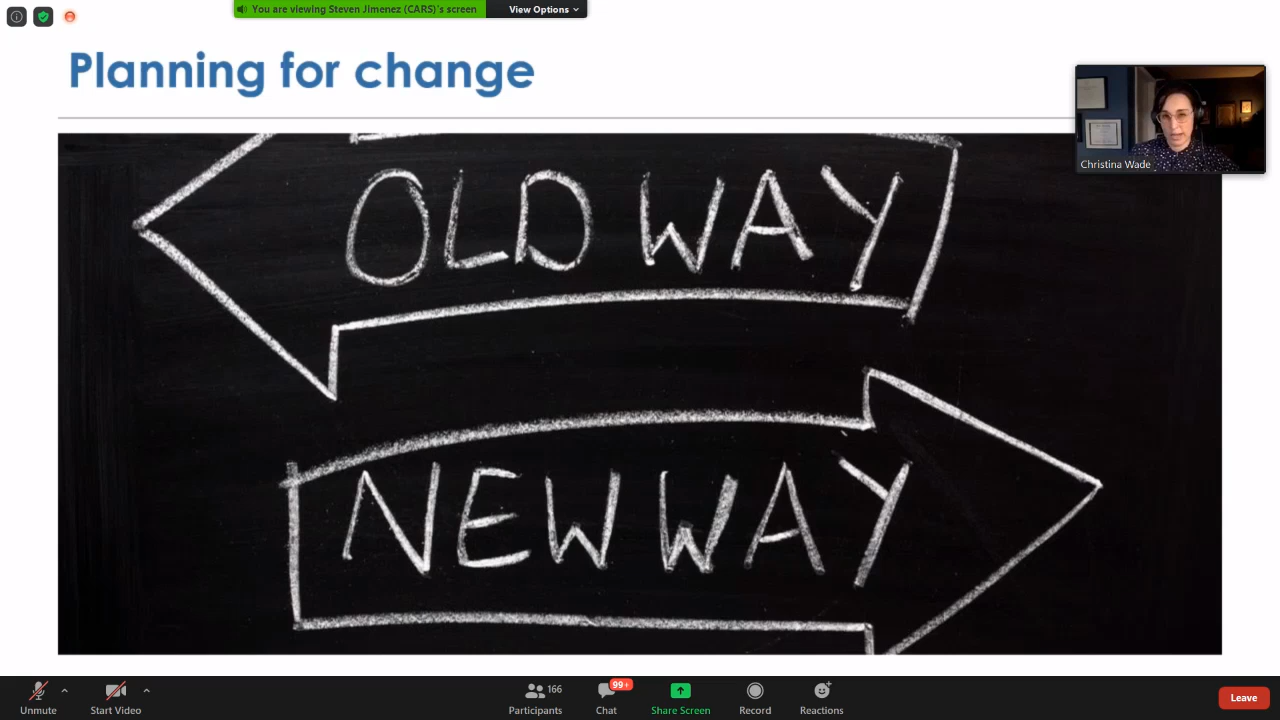 You are viewing Steven Jimenez (CARS)'s screen
View Options
Planning for change
Christina Wade
OLD WAY
NEW WAY
Unmute
Start Video
166
Participants
99+
Chat
Share Screen
Record
Reactions
Leave